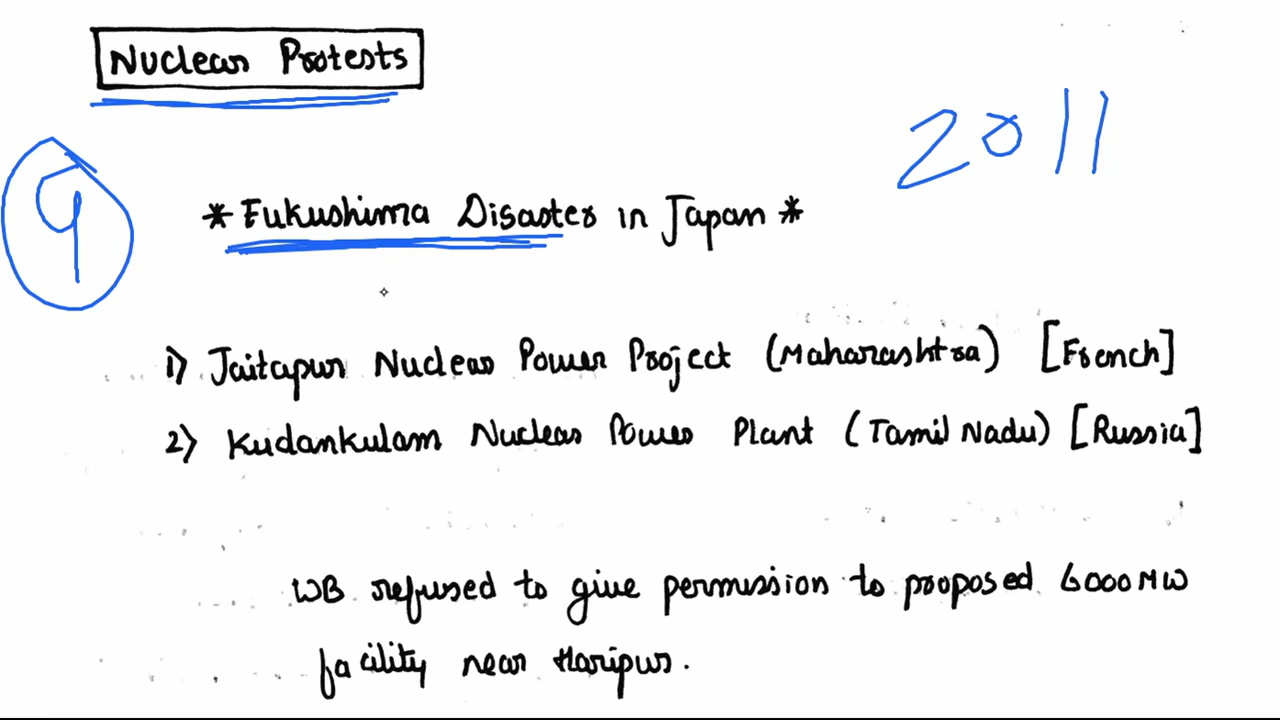 Nuclear Protests
2011
9
* Fukushima Disaster in Japan *
1) Jaitapur Nuclear Power Project (Maharashtra) [French]
2) Kudankulam Nuclear Power Plant (Tamil Nadu) [Russia]
WB refused to give permission to proposed 6000MW
facility near Haripur.